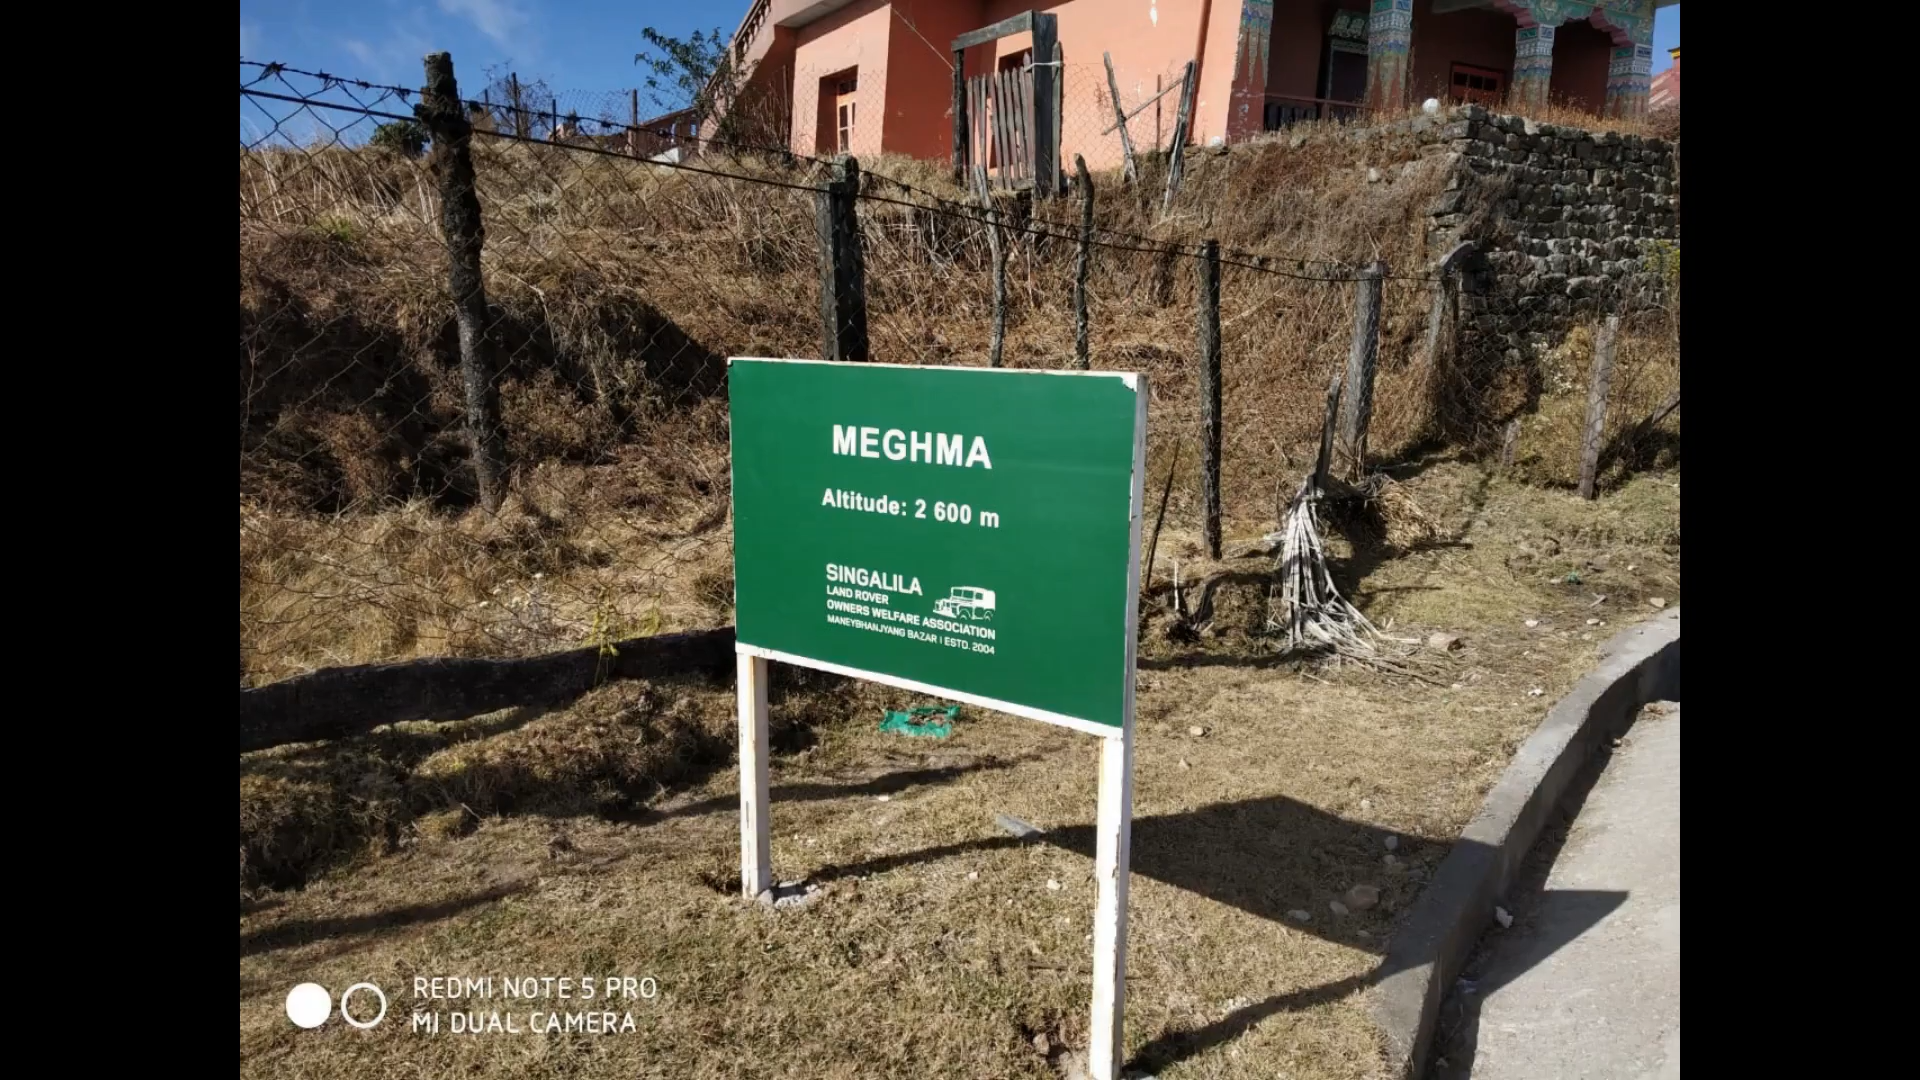 MEGHMA
Altitude: 2 600 m
SINGALILA
LAND ROVER
OWNERS WELFARE ASSOCIATION
MANEYBHANJYANG BAZAR | ESTD. 2004
REDMI NOTE 5 PRO
MI DUAL CAMERA